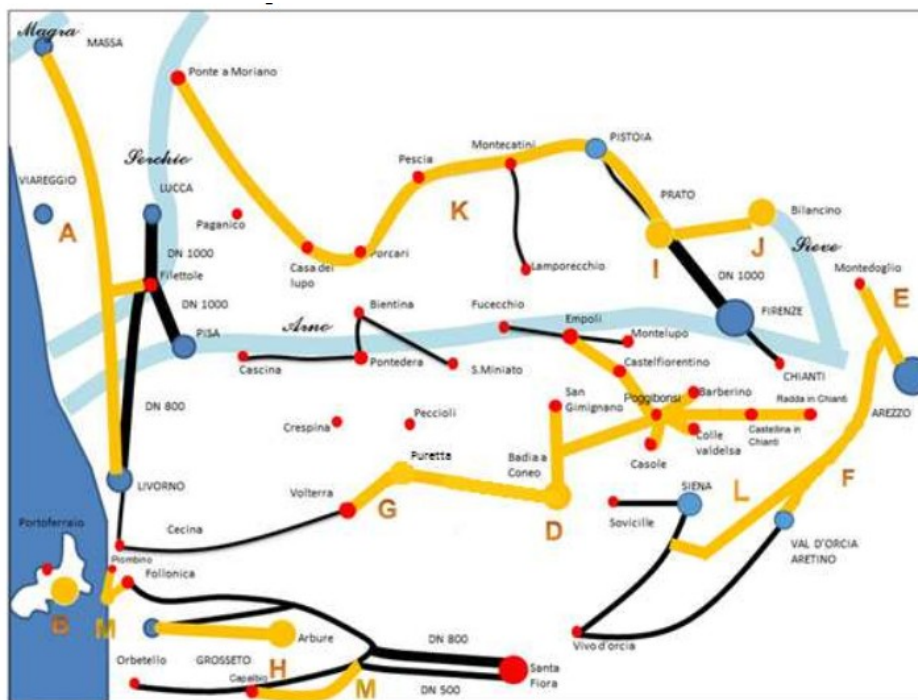 Magra
MASSA
Ponte a Moriano
Serchio
PISTOIA
Montecatini
Pescia
VIAREGGIO
LUCCA
PRATO
A
K
Bilancino
Paganico
J
Sieve
DN 1000
Casa del
lupo
Porcari
I
DN 1000
Montedoglio
Filettole
Lamporecchio
E
DN 1000
Bientina
Fucecchio
Empoli
FIRENZE
Arno
PISA
Montelupo
Cascina
Pontedera
S.Miniato
Castelfiorentino
CHIANTI
DN 800
San
Gimignano
Poggibonsi
Barberino
Radda in Chianti
AREZZO
Crespina
Peccioli
Castellina in
Chianti
Colle
valdelsa
Puretta
Badia a
Coneo
Casole
LIVORNO
Volterra
G
SIENA
L
F
Portoferraio
Cecina
D
Sovicille
VAL D'ORCIA
ARETINO
Piombino
Follonica
B
M
Arbure
DN 800
Vivo d'orcia
Orbetello
GROSSETO
H
Capalbio
M
DN 500
Santa
Fiora